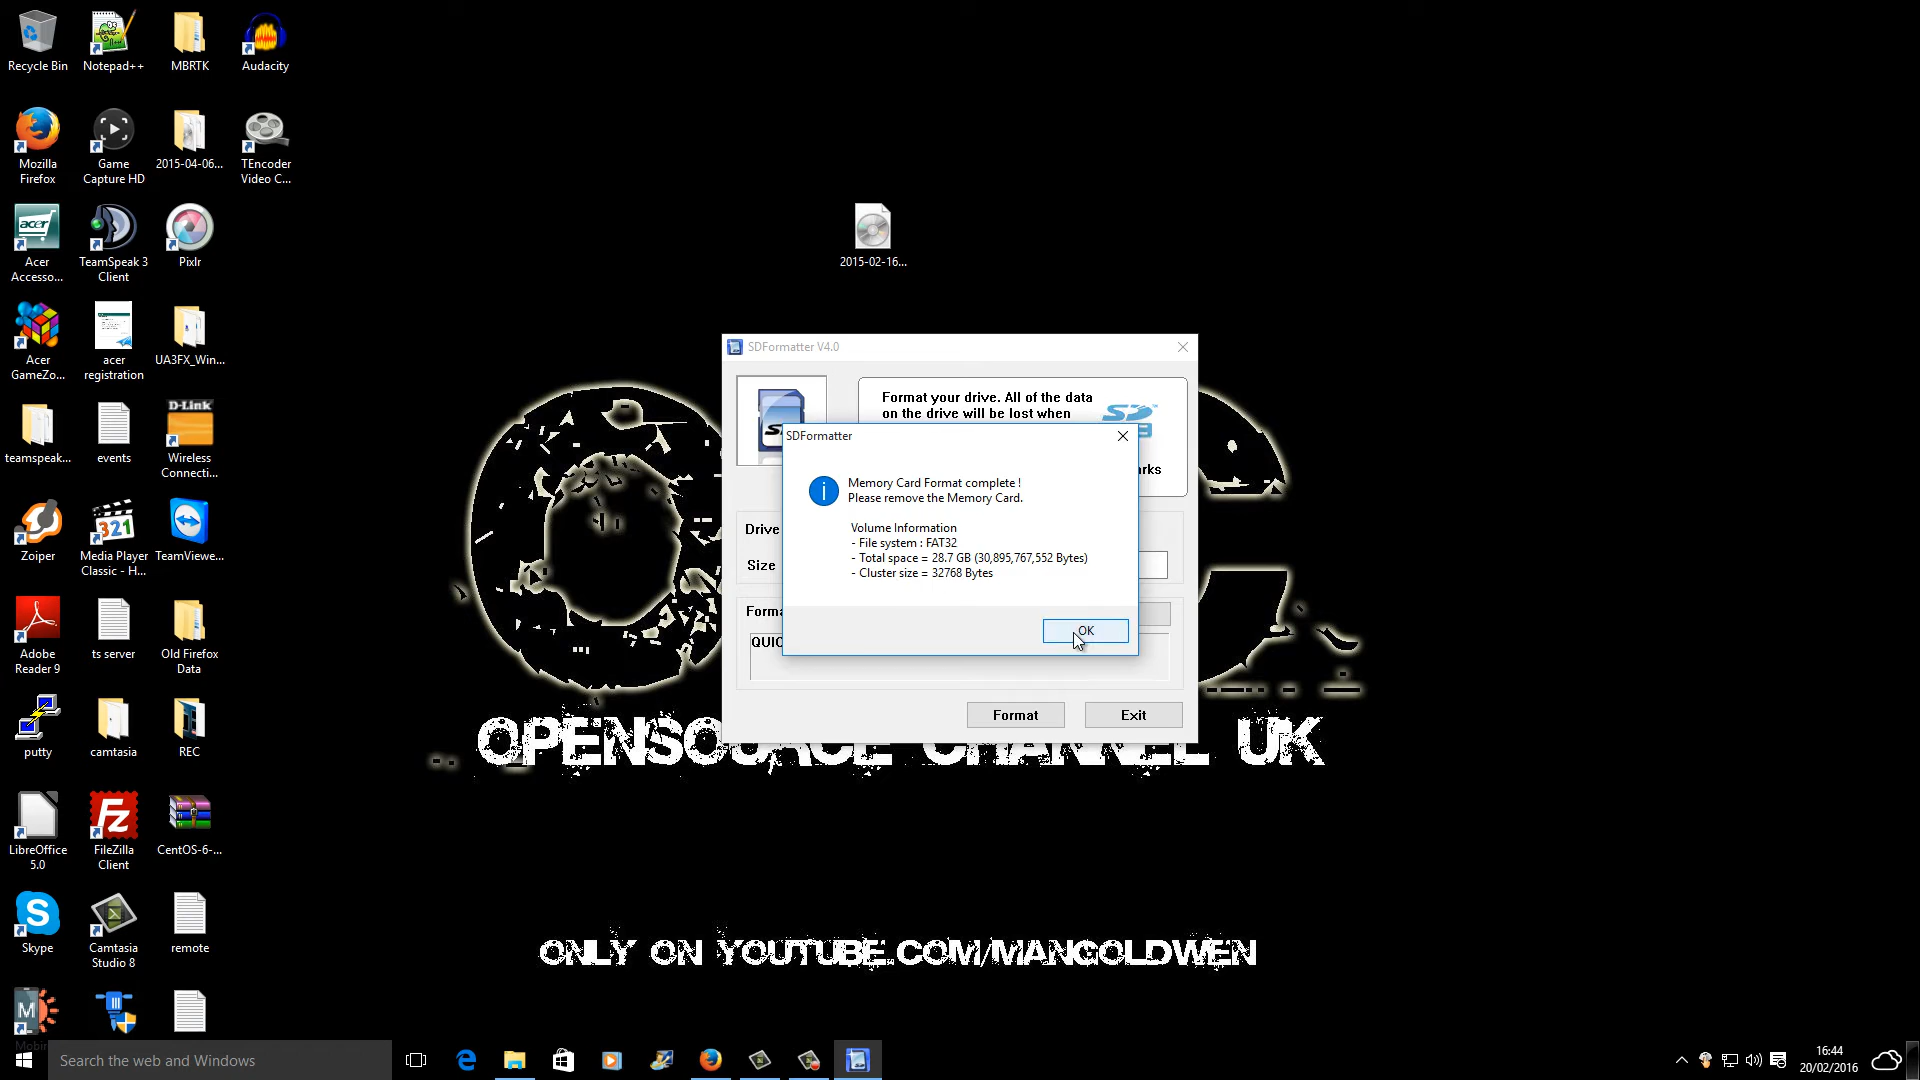 Recycle Bin
Notepad++
MBRTK
Audacity
Mozilla
Firefox
Game
Capture HD
2015-04-06...
TEncoder
Video C...
acer
Acer
Accesso...
TeamSpeak 3
Client
Pixlr
2015-02-16...
Acer
GameZo...
acer
registration
UA3FX_Win...
teamspeak...
events
D-Link
Wireless
Connecti...
Zoiper
321
Media Player
Classic - H...
TeamViewe...
Adobe
Reader 9
ts server
Old Firefox
Data
putty
camtasia
REC
LibreOffice
5.0
Fz
FileZilla
Client
CentOS-6-...
S
Skype
Camtasia
Studio 8
remote
M
SDFormatter V4.0
Format your drive. All of the data
on the drive will be lost when
SD
rks
Drive
Size
Forma
QUIC
Format
Exit
SDFormatter
Memory Card Format complete !
Please remove the Memory Card.
Volume Information
- File system : FAT32
- Total space = 28.7 GB (30,895,767,552 Bytes)
- Cluster size = 32768 Bytes
OK
OPENSOURCE CHANNEL UK
ONLY ON YOUTUBE.COM/MANGOLDWEN
Search the web and Windows
16:44
20/02/2016